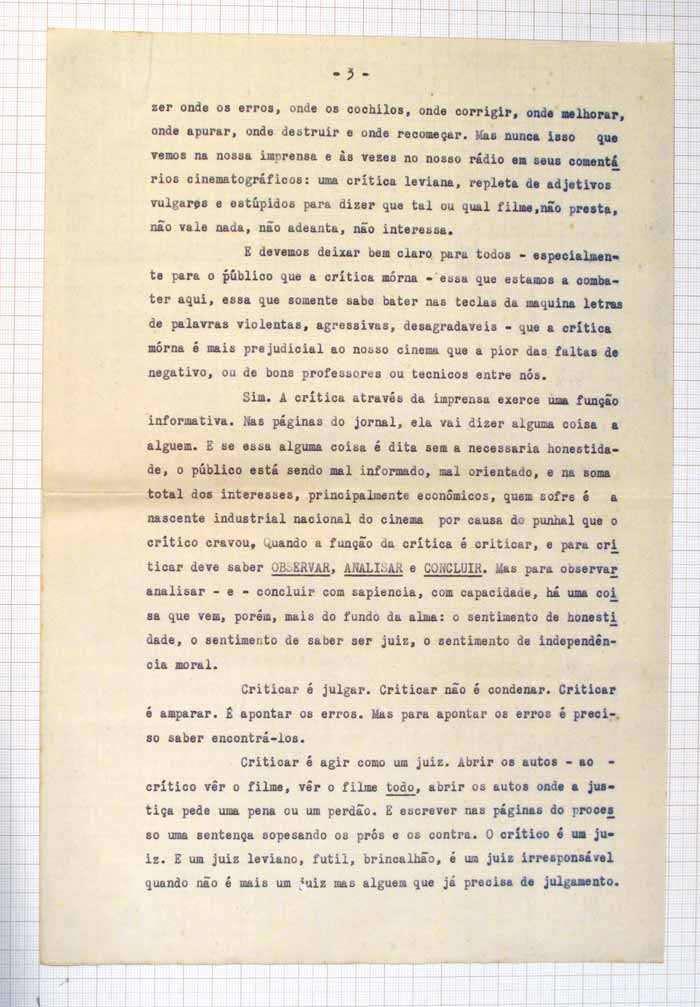 - 3 -
zer onde os erros, onde os cochilos, onde corrigir, onde melhorar,
onde apurar, onde destruir e onde recomeçar. Mas nunca isso que
vemos na nossa imprensa e às vezes no nosso rádio em seus comentá
rios cinematográficos: uma crítica leviana, repleta de adjetivos
vulgares e estúpidos para dizer que tal ou qual filme,não presta,
não vale nada, não adeanta, não interessa.
E devemos deixar bem claro para todos - especialmen-
te para o público que a crítica mórna - essa que estamos a comba-
ter aqui, essa que somente sabe bater nas teclas da maquina letras
de palavras violentas, agressivas, desagradaveis - que a crítica
mórna é mais prejudicial ao nosso cinema que a pior das faltas de
negativo, ou de bons professores ou tecnicos entre nós.
Sim. A crítica através da imprensa exerce uma função
informativa. Nas páginas do jornal, ela vai dizer alguma coisa a
alguem. E se essa alguma coisa é dita sem a necessaria honestida-
de, o público está sendo mal informado, mal orientado, e na soma
total dos interesses, principalmente econômicos, quem sofre é a
nascente industrial nacional do cinema por causa do punhal que o
crítico cravou, Quando a função da crítica é criticar, e para cri
ticar deve saber OBSERVAR, ANALISAR e CONCLUIR. Mas para observar
analisar - e - concluir com sapiencia, com capacidade, há uma coi
sa que vem, porém, mais do fundo da alma: o sentimento de honesti
dade, o sentimento de saber ser juiz, o sentimento de independên-
cia moral.
Criticar é julgar. Criticar não é condenar. Criticar
é amparar. É apontar os erros. Mas para apontar os erros é preci-
so saber encontrá-los.
Criticar é agir como um juiz. Abrir os autos - ao -
crítico vêr o filme, vêr o filme todo, abrir os autos onde a jus-
tiça pede uma pena ou um perdão. E escrever nas páginas do proces
so uma sentença sopesando os prós e os contra. O crítico é um ju-
iz. E um juiz leviano, futil, brincalhão, é um juiz irresponsável
quando não é mais um juiz mas alguem que já precisa de julgamento.